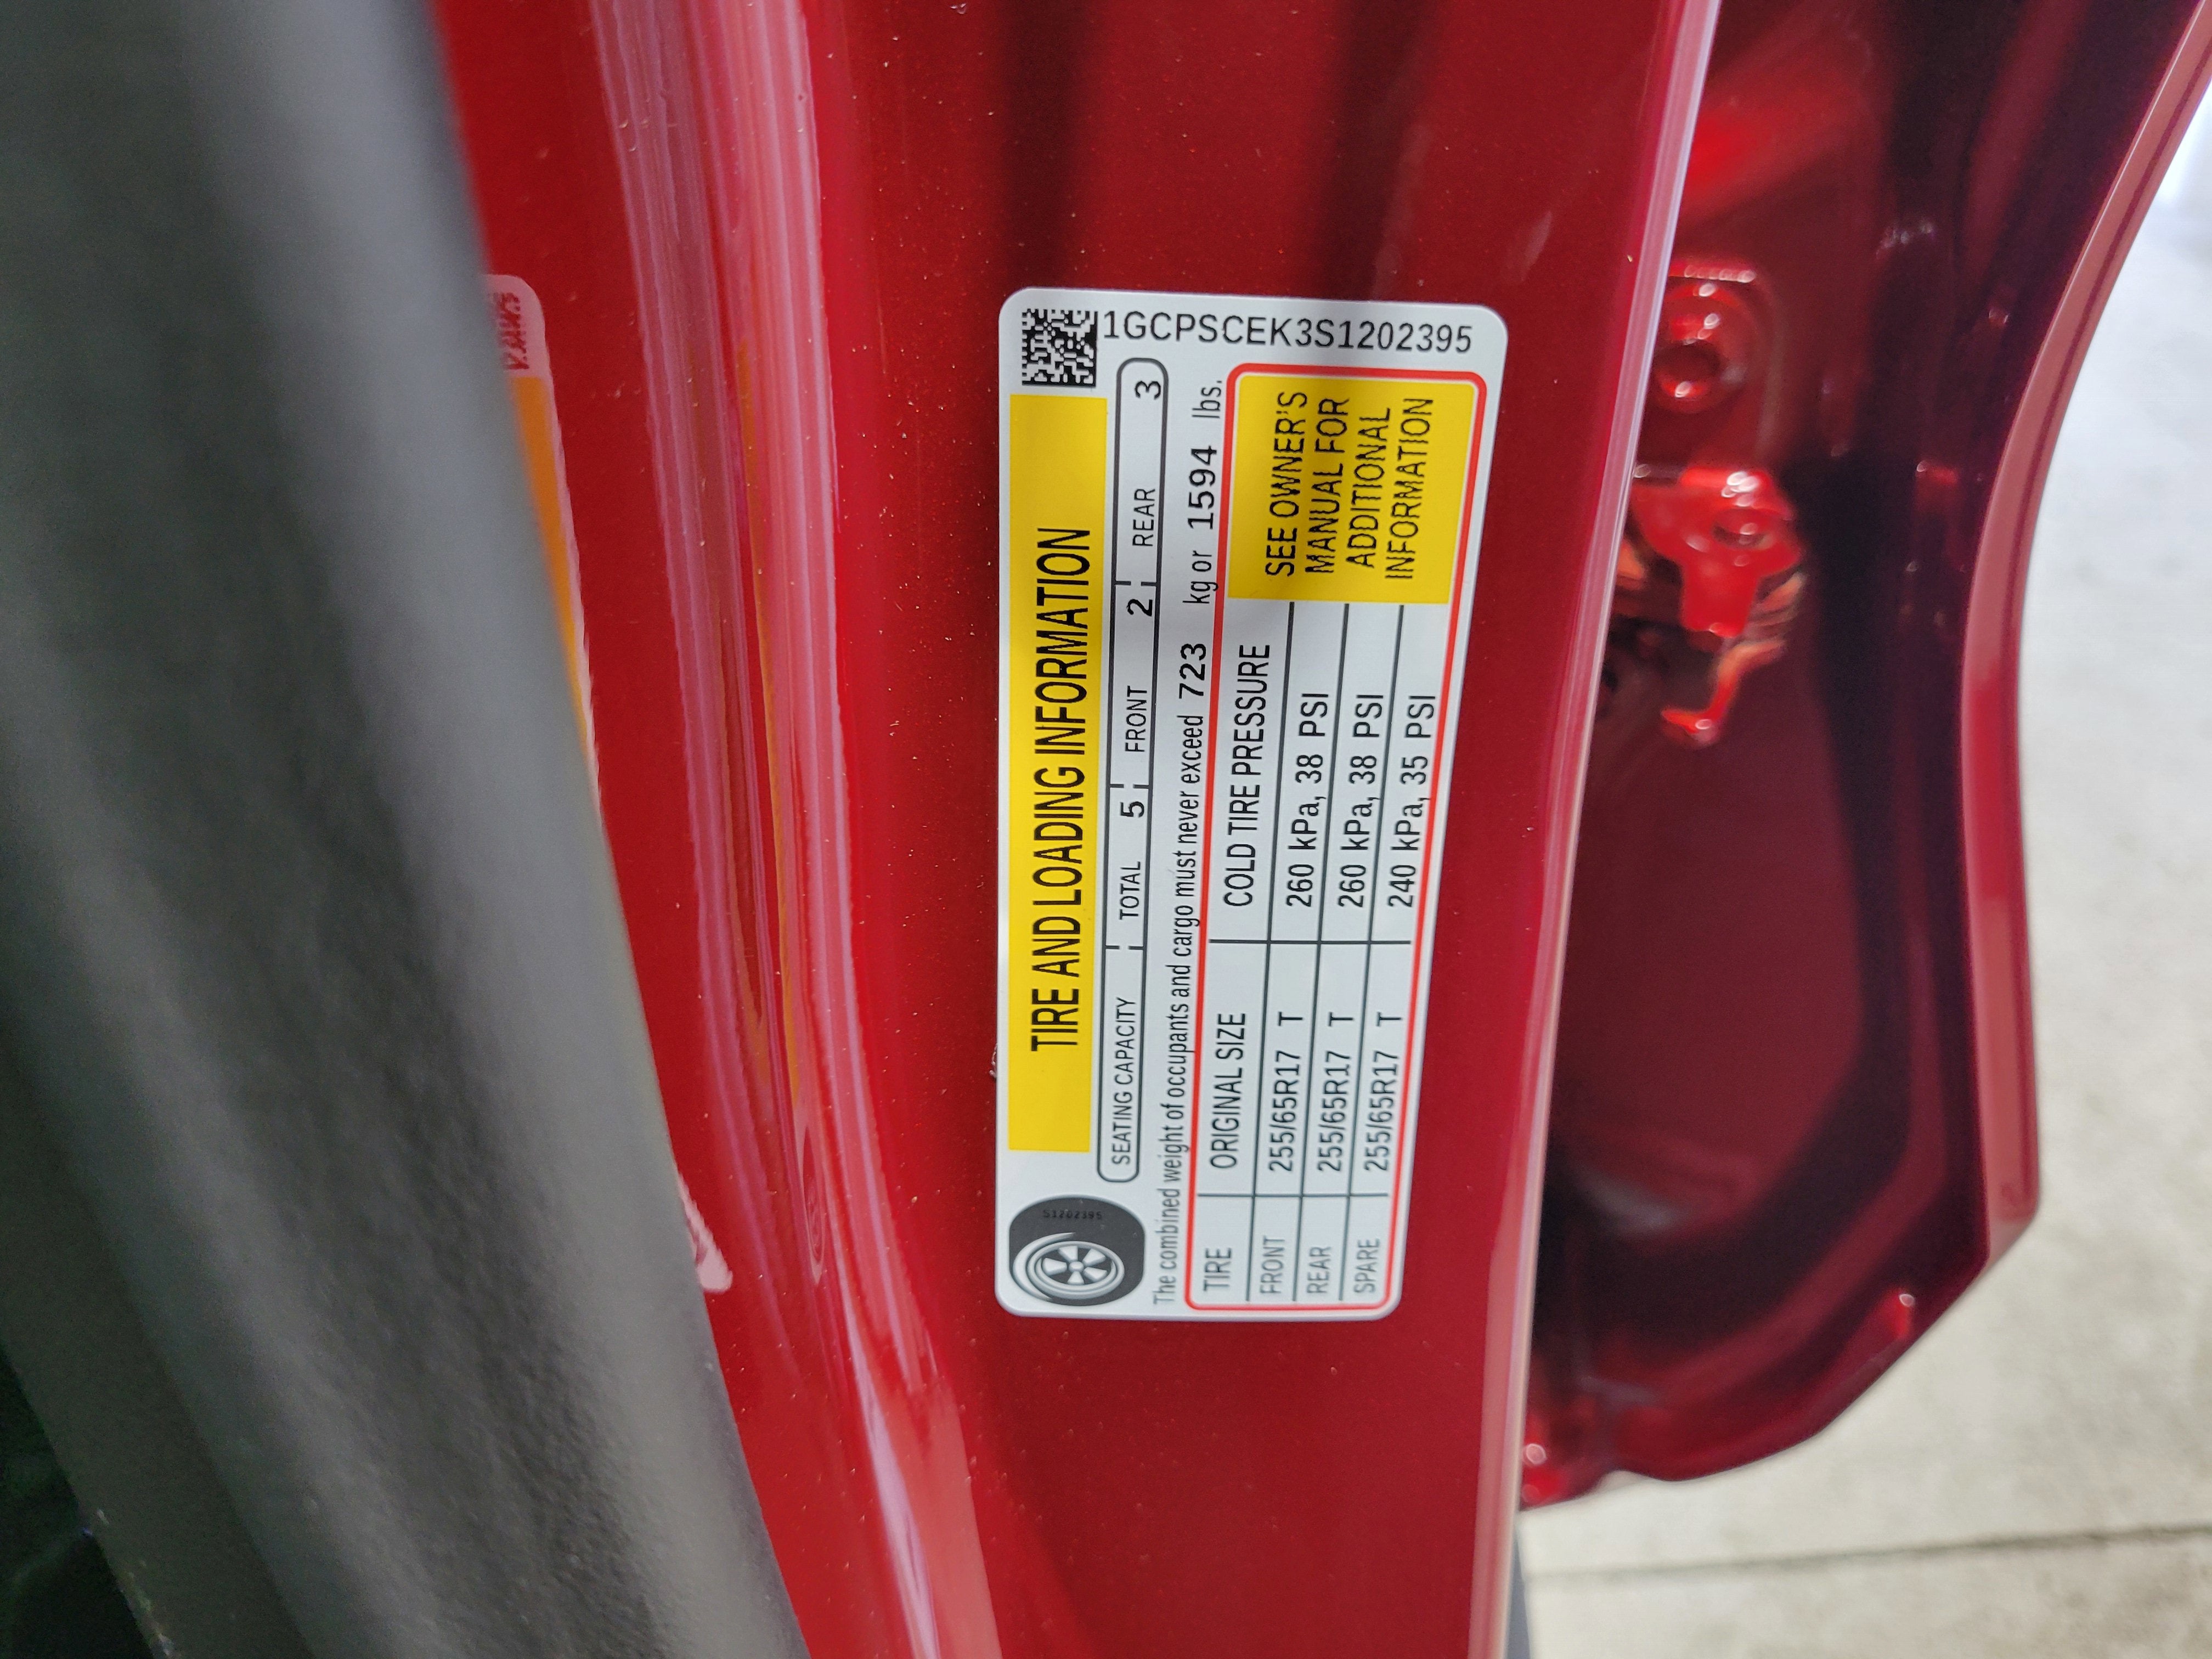 1GCPSCEK3S1202395
TIRE AND LOADING INFORMATION
SEATING CAPACITY TOTAL 5 FRONT 2 REAR 3
The combined weight of occupants and cargo must never exceed 723 kg or 1594 lbs.
TIRE ORIGINAL SIZE COLD TIRE PRESSURE
FRONT 255/65R17 T 260 kPa, 38 PSI
REAR 255/65R17 T 260 kPa, 38 PSI
SPARE 255/65R17 T 240 kPa, 35 PSI
SEE OWNER'S
MANUAL FOR
ADDITIONAL
INFORMATION
S1202395